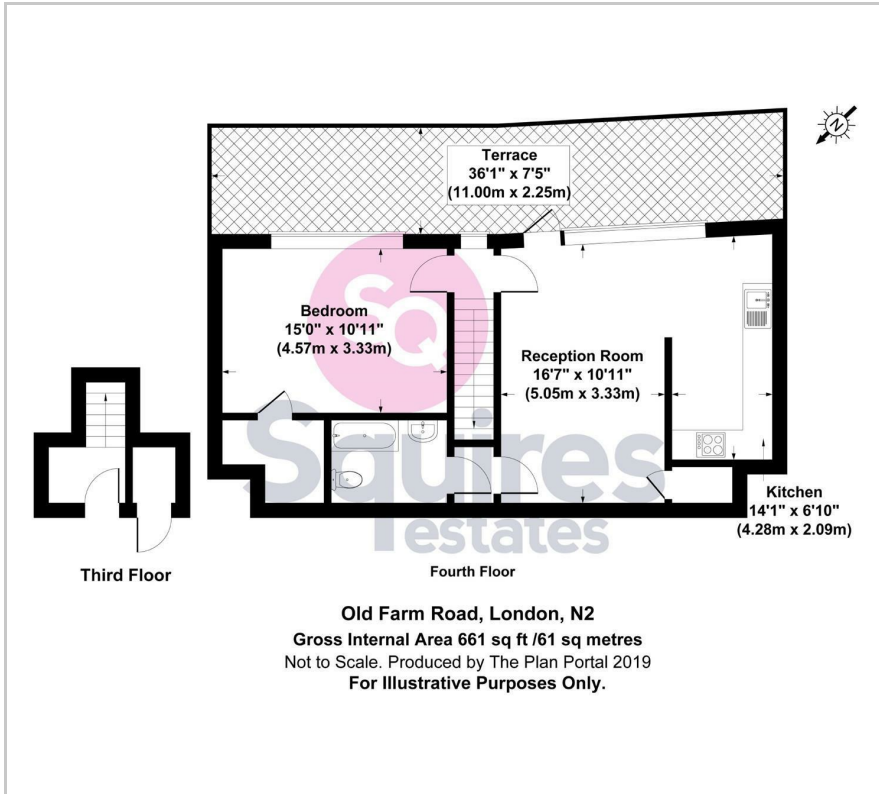 Terrace
36'1" x 7'5"
(11.00m x 2.25m)
N
SQ
Bedroom
15'0" x 10'11"
(4.57m x 3.33m)
Reception Room
16'7" x 10'11"
(5.05m x 3.33m)
Squires
estates
Kitchen
14'1" x 6'10"
(4.28m x 2.09m)
Third Floor
Fourth Floor
Old Farm Road, London, N2
Gross Internal Area 661 sq ft /61 sq metres
Not to Scale. Produced by The Plan Portal 2019
For Illustrative Purposes Only.